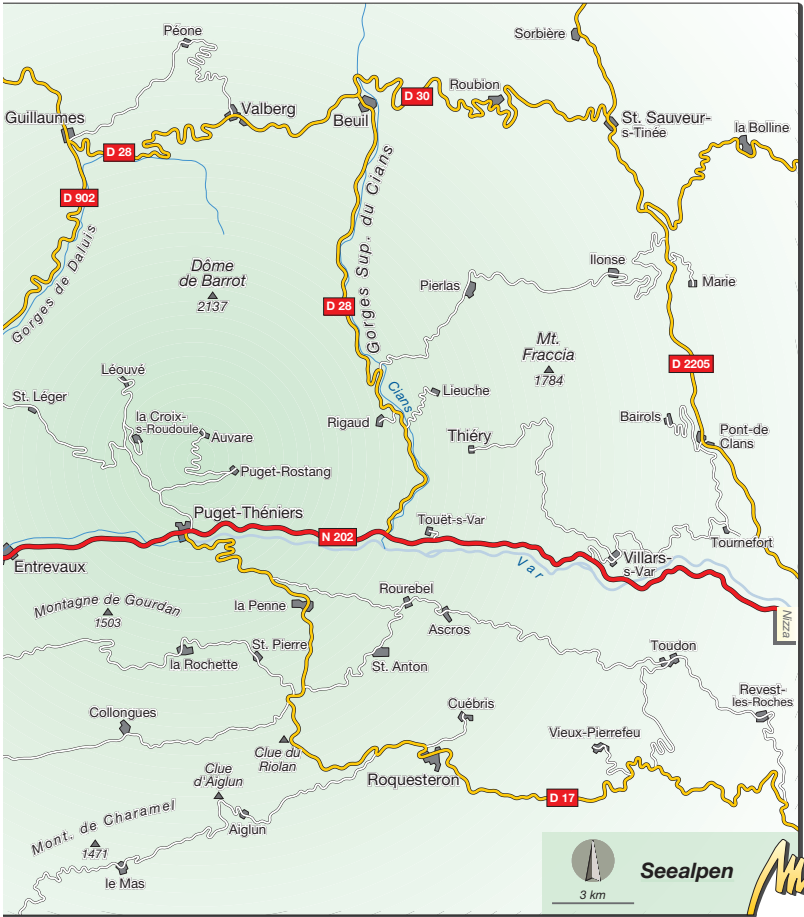 Péone
Sorbière
Roubion
D 30
Valberg
Beuil
Guillaumes
St. Sauveur-
s-Tinée
la Bolline
D 28
D 902
Gorges de Daluis
Gorges Sup. du Cians
Dôme
de Barrot
2137
Ilonse
Marie
Pierlas
D 28
Mt.
Fraccia
1784
D 2205
Léouvé
St. Léger
Cians
Lieuche
la Croix-
s-Roudoule
Auvare
Rigaud
Thiéry
Bairols
Pont-de
Clans
Puget-Rostang
Puget-Théniers
N 202
Touët-s-Var
Tournefort
Entrevaux
Var
Villars-
s-Var
Montagne de Gourdan
1503
la Penne
Rourebel
Ascros
Nizza
St. Pierre
la Rochette
St. Anton
Toudon
Collongues
Cuébris
Revest-
les-Roches
Vieux-Pierrefeu
Clue du
Riolan
Clue
d'Aiglun
Roquesteron
D 17
Mont. de Charamel
1471
Aiglun
le Mas
3 km
Seealpen